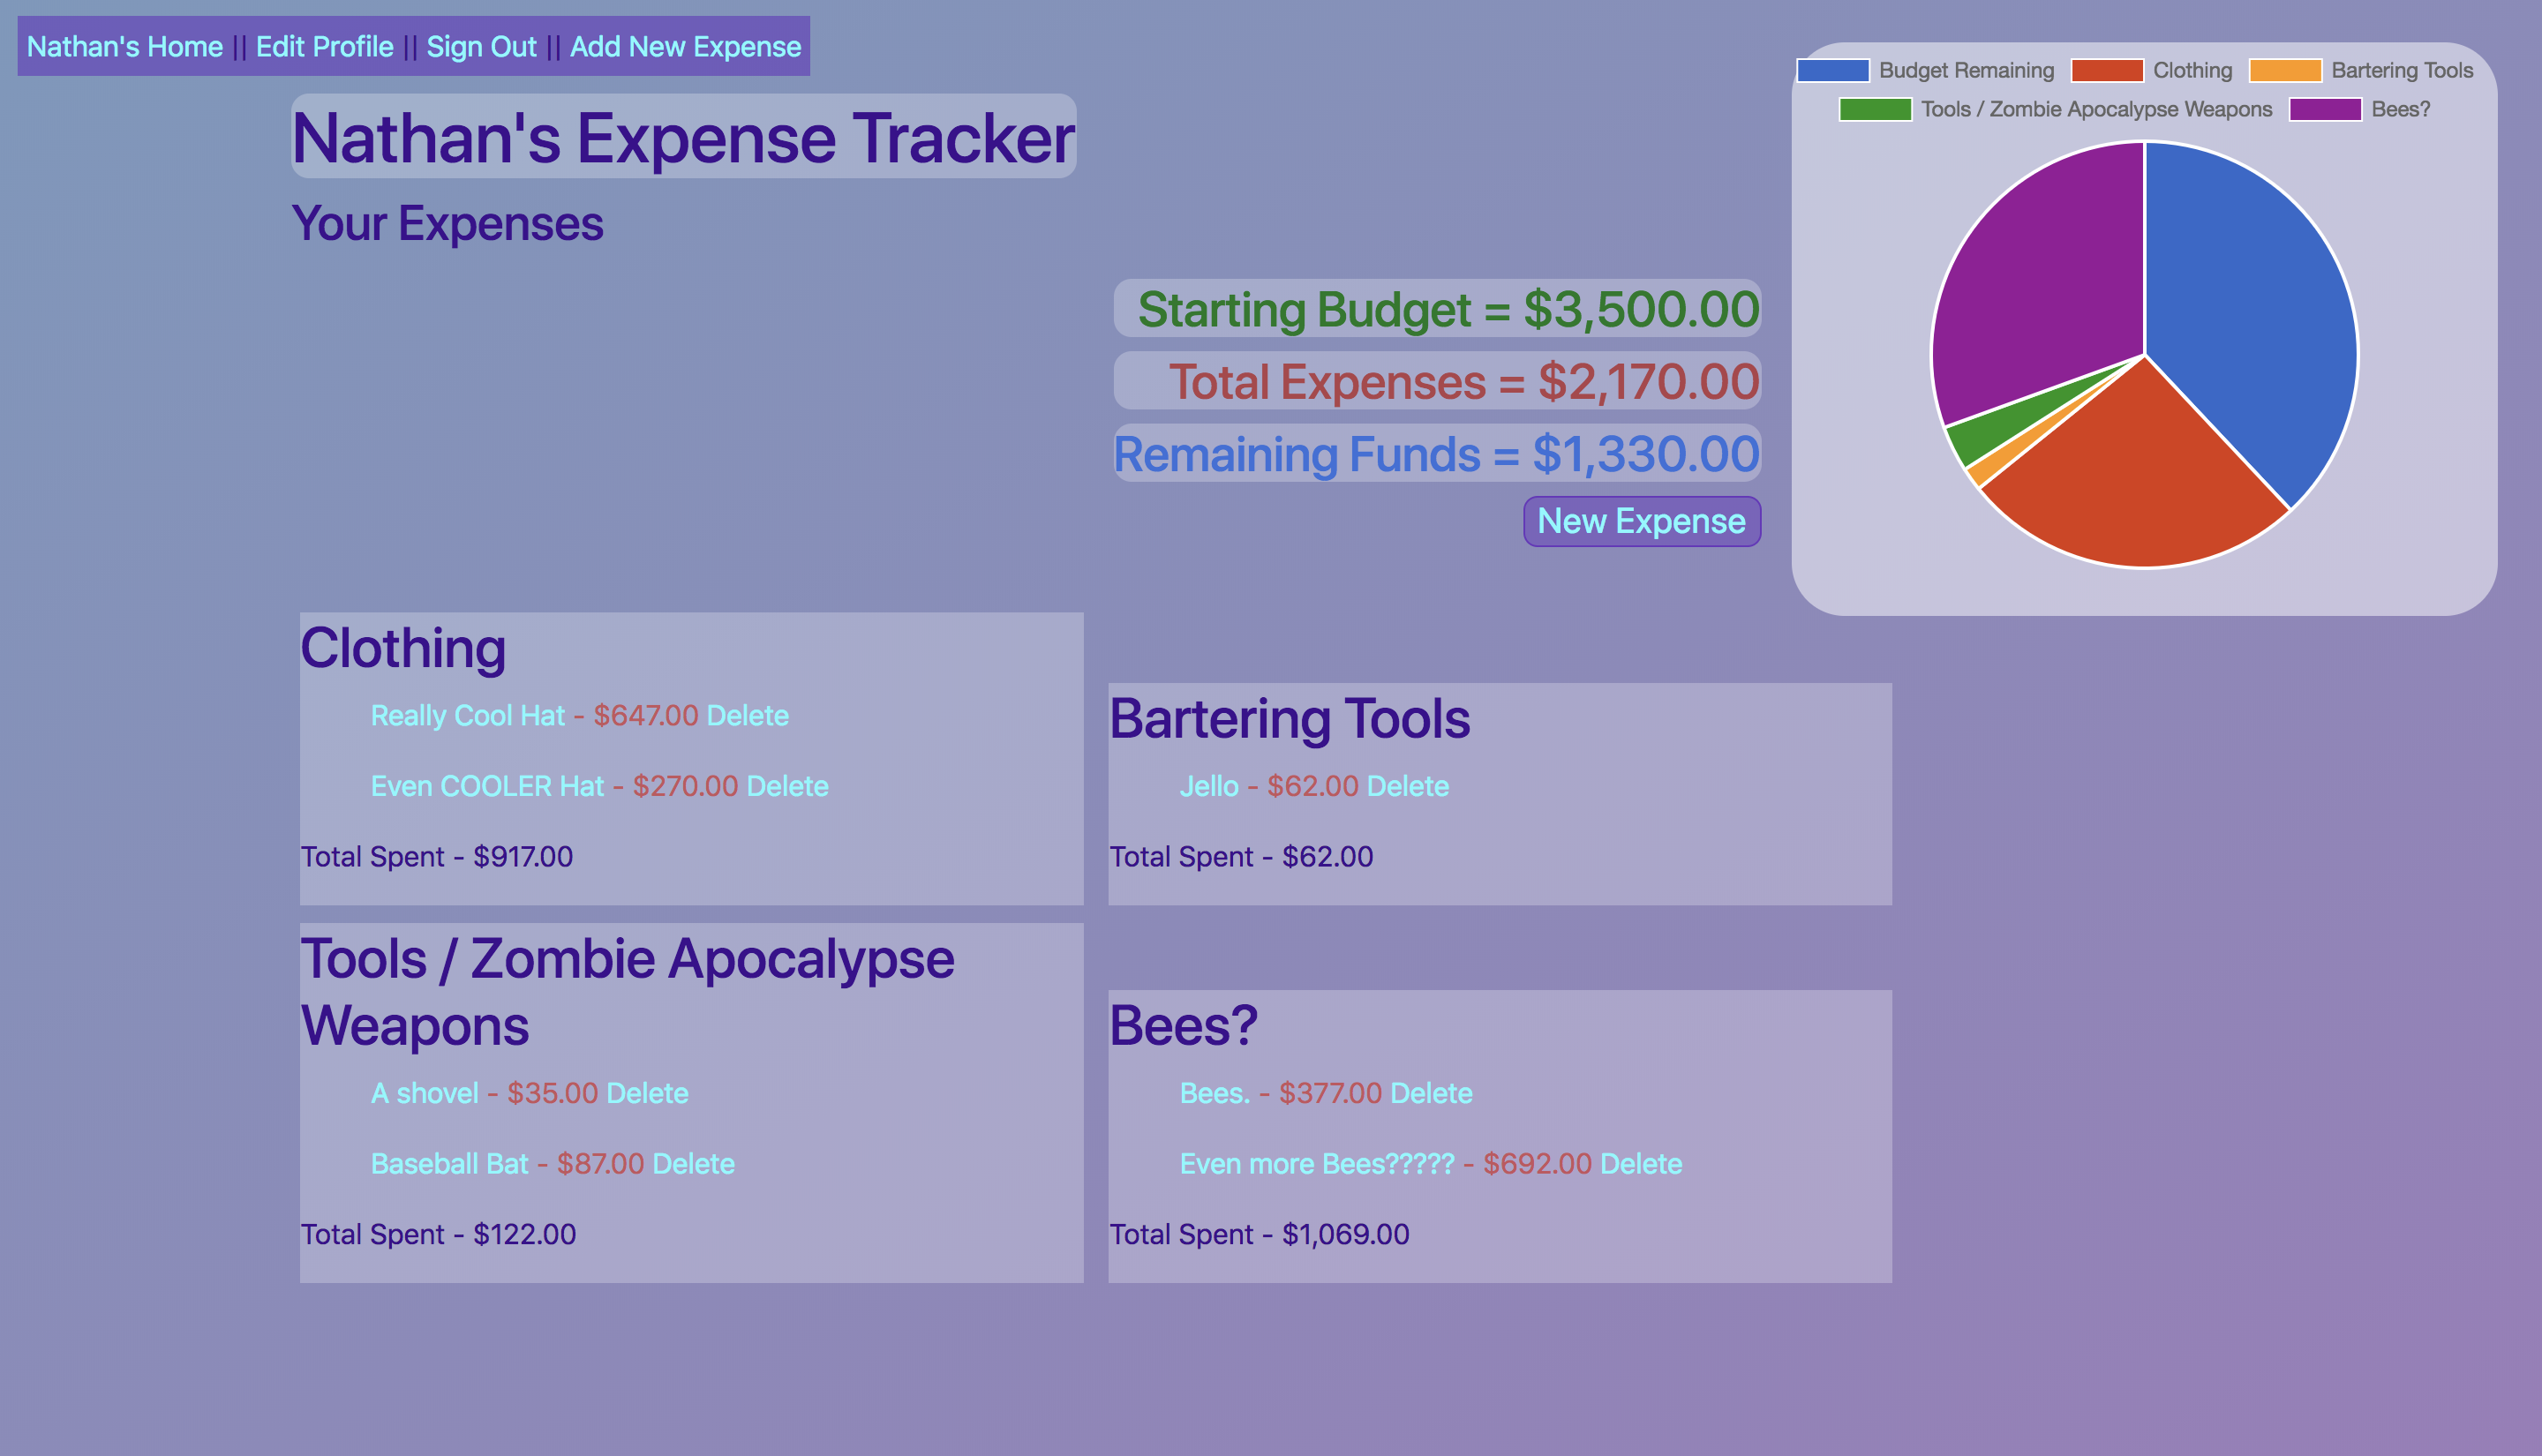 Nathan's Home || Edit Profile || Sign Out || Add New Expense
Nathan's Expense Tracker
Your Expenses
Budget Remaining Clothing Bartering Tools
Tools / Zombie Apocalypse Weapons Bees?
Starting Budget = $3,500.00
Total Expenses = $2,170.00
Remaining Funds = $1,330.00
New Expense
Clothing
Really Cool Hat - $647.00 Delete
Even COOLER Hat - $270.00 Delete
Total Spent - $917.00
Bartering Tools
Jello - $62.00 Delete
Total Spent - $62.00
Tools / Zombie Apocalypse
Weapons
A shovel - $35.00 Delete
Baseball Bat - $87.00 Delete
Total Spent - $122.00
Bees?
Bees. - $377.00 Delete
Even more Bees????? - $692.00 Delete
Total Spent - $1,069.00